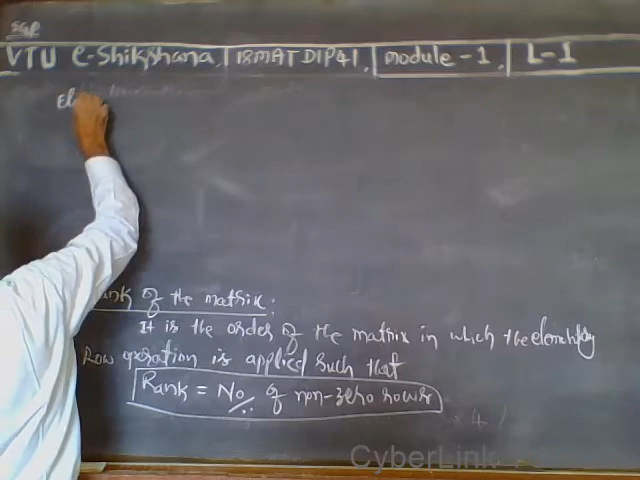 VTU e-Shikshana, 18MATDIP41, module-1, L-1
El
ank of the matrix:
It is the order of the matrix in which the elementary
Row operation is applied such that
Rank = No of non-zero rows
CyberLink